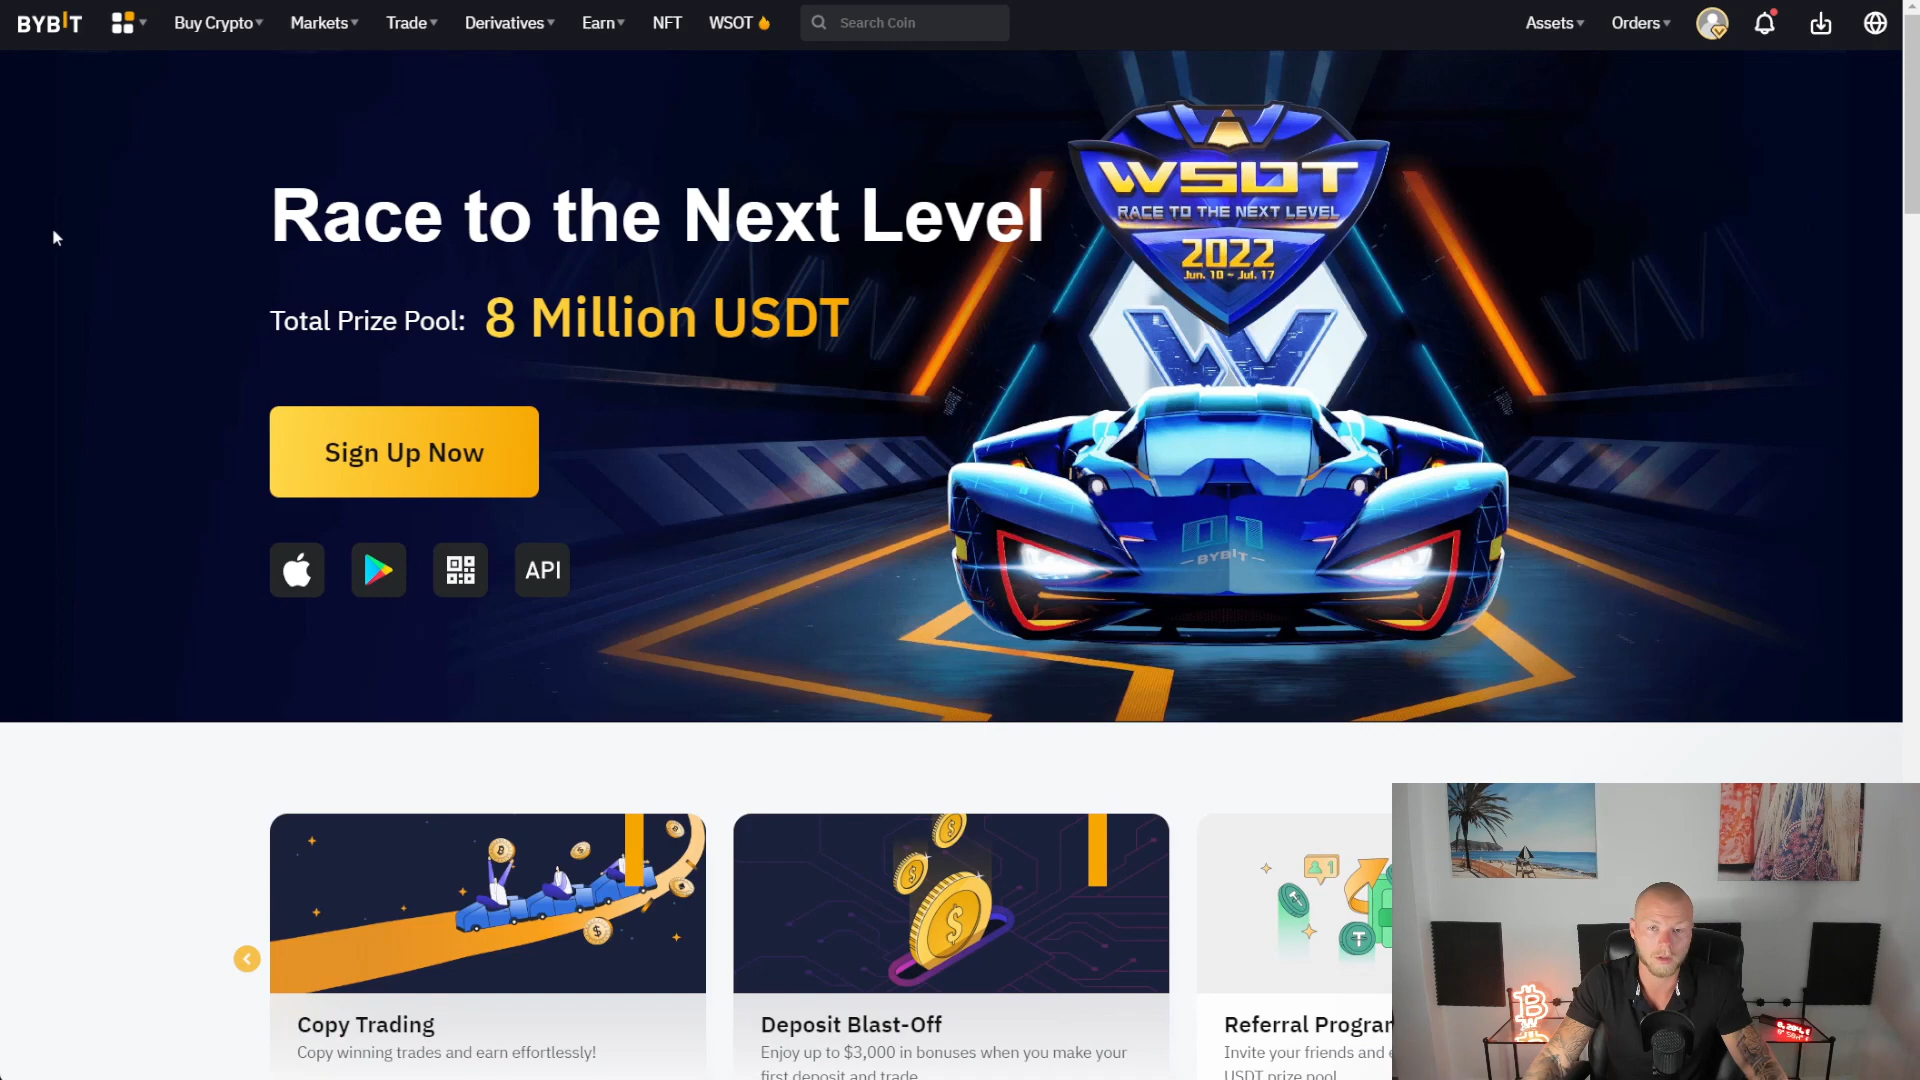 BYBIT
Buy Crypto
Markets
Trade
Derivatives
Earn
NFT
WSOT
Search Coin
Assets
Orders
WSOT
RACE TO THE NEXT LEVEL
2022
Jun. 10 - Jul. 17
Race to the Next Level
Total Prize Pool: 8 Million USDT
Sign Up Now
API
01
BYBIT
Copy Trading
Copy winning trades and earn effortlessly!
Deposit Blast-Off
Enjoy up to $3,000 in bonuses when you make your
first deposit and trade
Referral Program
Invite your friends and
USDT prize pool